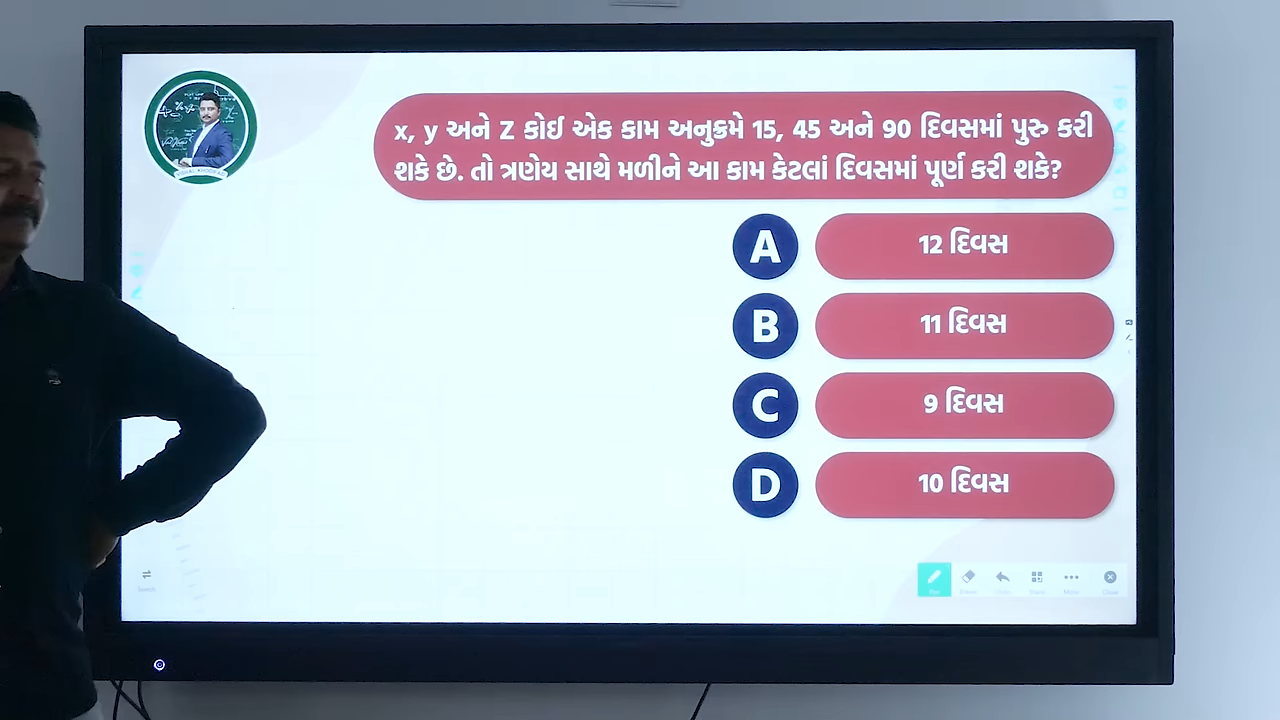 x, y અને Z કોઈ એક કામ અનુક્રમે 15, 45 અને 90 દિવસમાં પુરુ કરી
શકે છે. તો ત્રણેય સાથે મળીને આ કામ કેટલાં દિવસમાં પૂર્ણ કરી શકે?
A 12 દિવસ
B 11 દિવસ
C 9 દિવસ
D 10 દિવસ